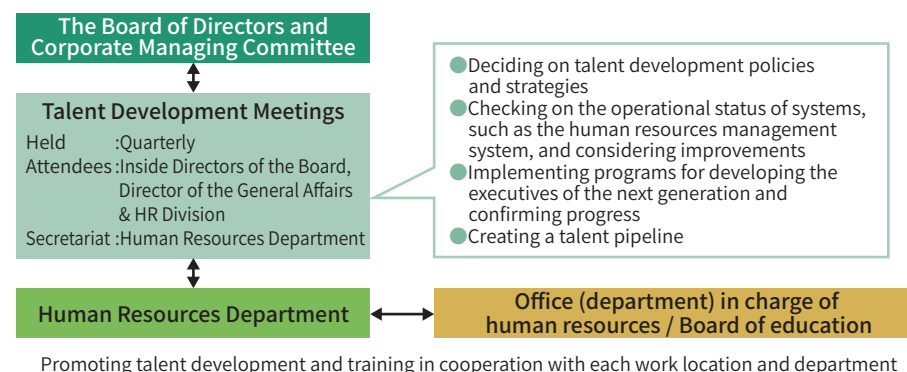 The Board of Directors and
Corporate Managing Committee
Talent Development Meetings
Held :Quarterly
Attendees :Inside Directors of the Board,
Director of the General Affairs
& HR Division
Secretariat :Human Resources Department
●Deciding on talent development policies
and strategies
●Checking on the operational status of systems,
such as the human resources management
system, and considering improvements
●Implementing programs for developing the
executives of the next generation and
confirming progress
●Creating a talent pipeline
Human Resources Department
Office (department) in charge of
human resources / Board of education
Promoting talent development and training in cooperation with each work location and department